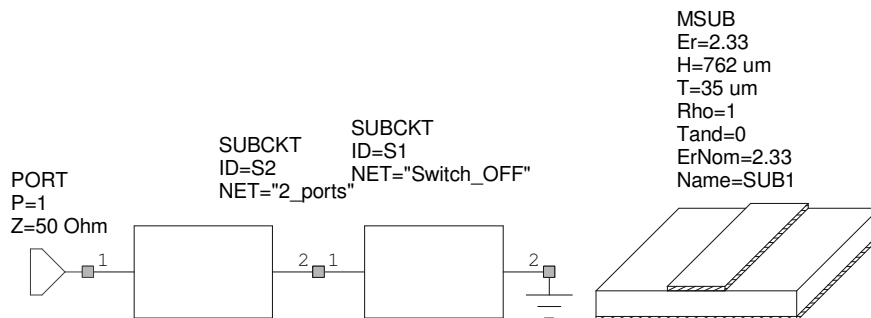 MSUB
Er=2.33
H=762 um
T=35 um
Rho=1
Tand=0
ErNom=2.33
Name=SUB1
SUBCKT
ID=S1
NET="Switch_OFF"
SUBCKT
ID=S2
NET="2_ports"
PORT
P=1
Z=50 Ohm
1
2
1
2